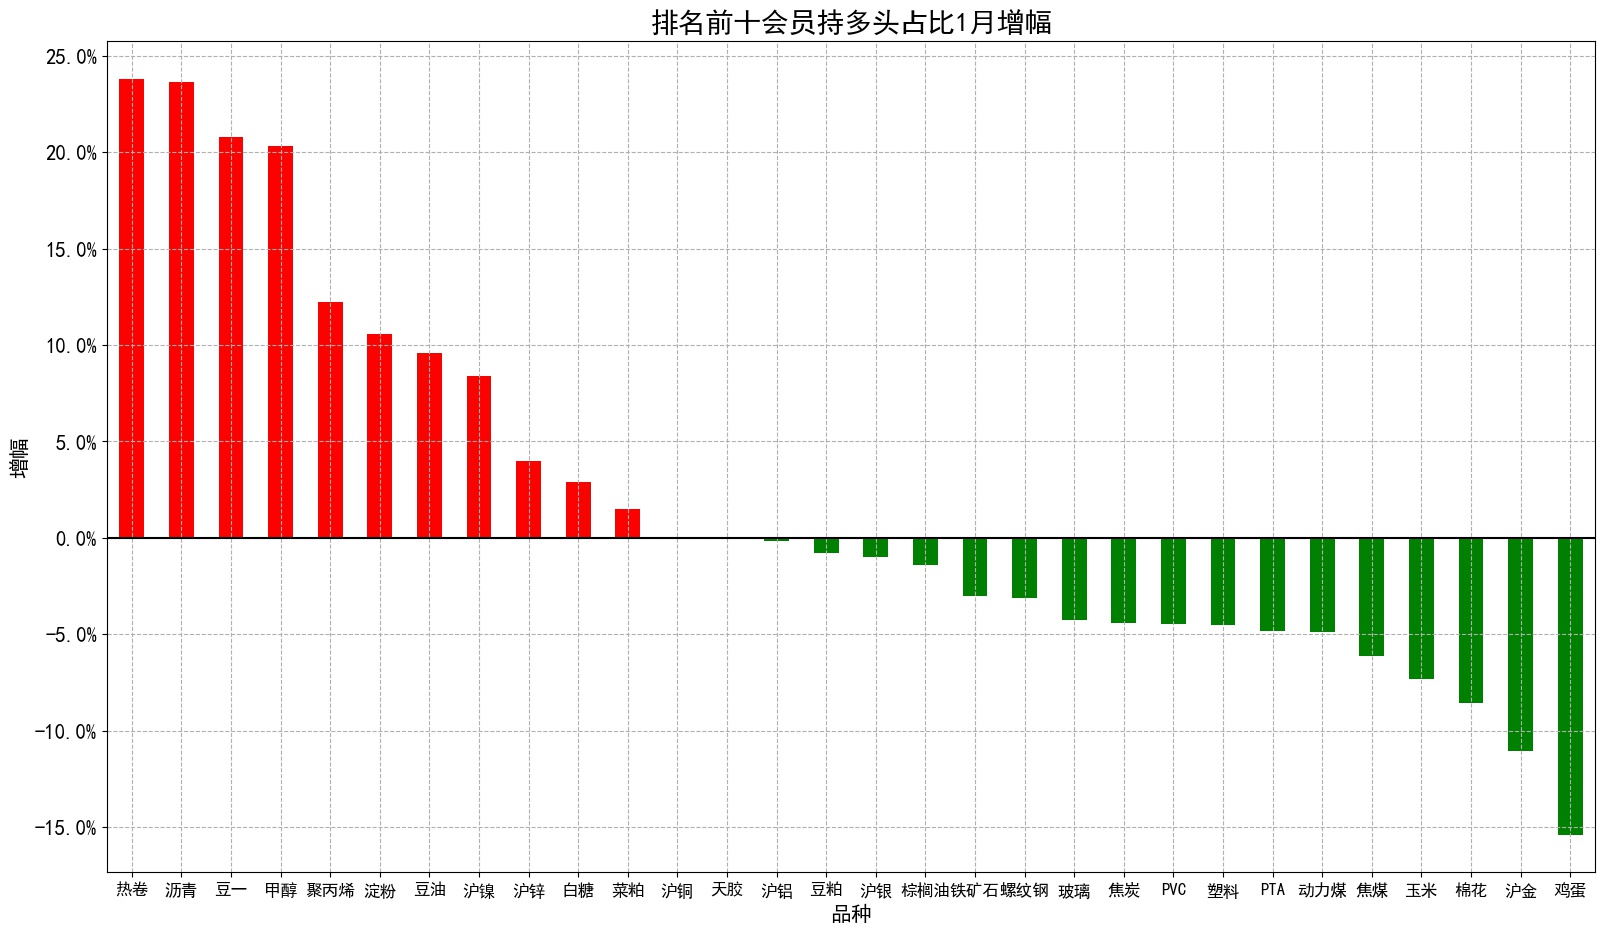 排名前十会员持多头占比1月增幅
25.0%
20.0%
15.0%
10.0%
5.0%
0.0%
−5.0%
−10.0%
−15.0%
增幅
热卷 沥青 豆一 甲醇 聚丙烯 淀粉 豆油 沪镍 沪锌 白糖 菜粕 沪铜 天胶 沪铝 豆粕 沪银 棕榈油 铁矿石 螺纹钢 玻璃 焦炭 PVC 塑料 PTA 动力煤 焦煤 玉米 棉花 沪金 鸡蛋
品种